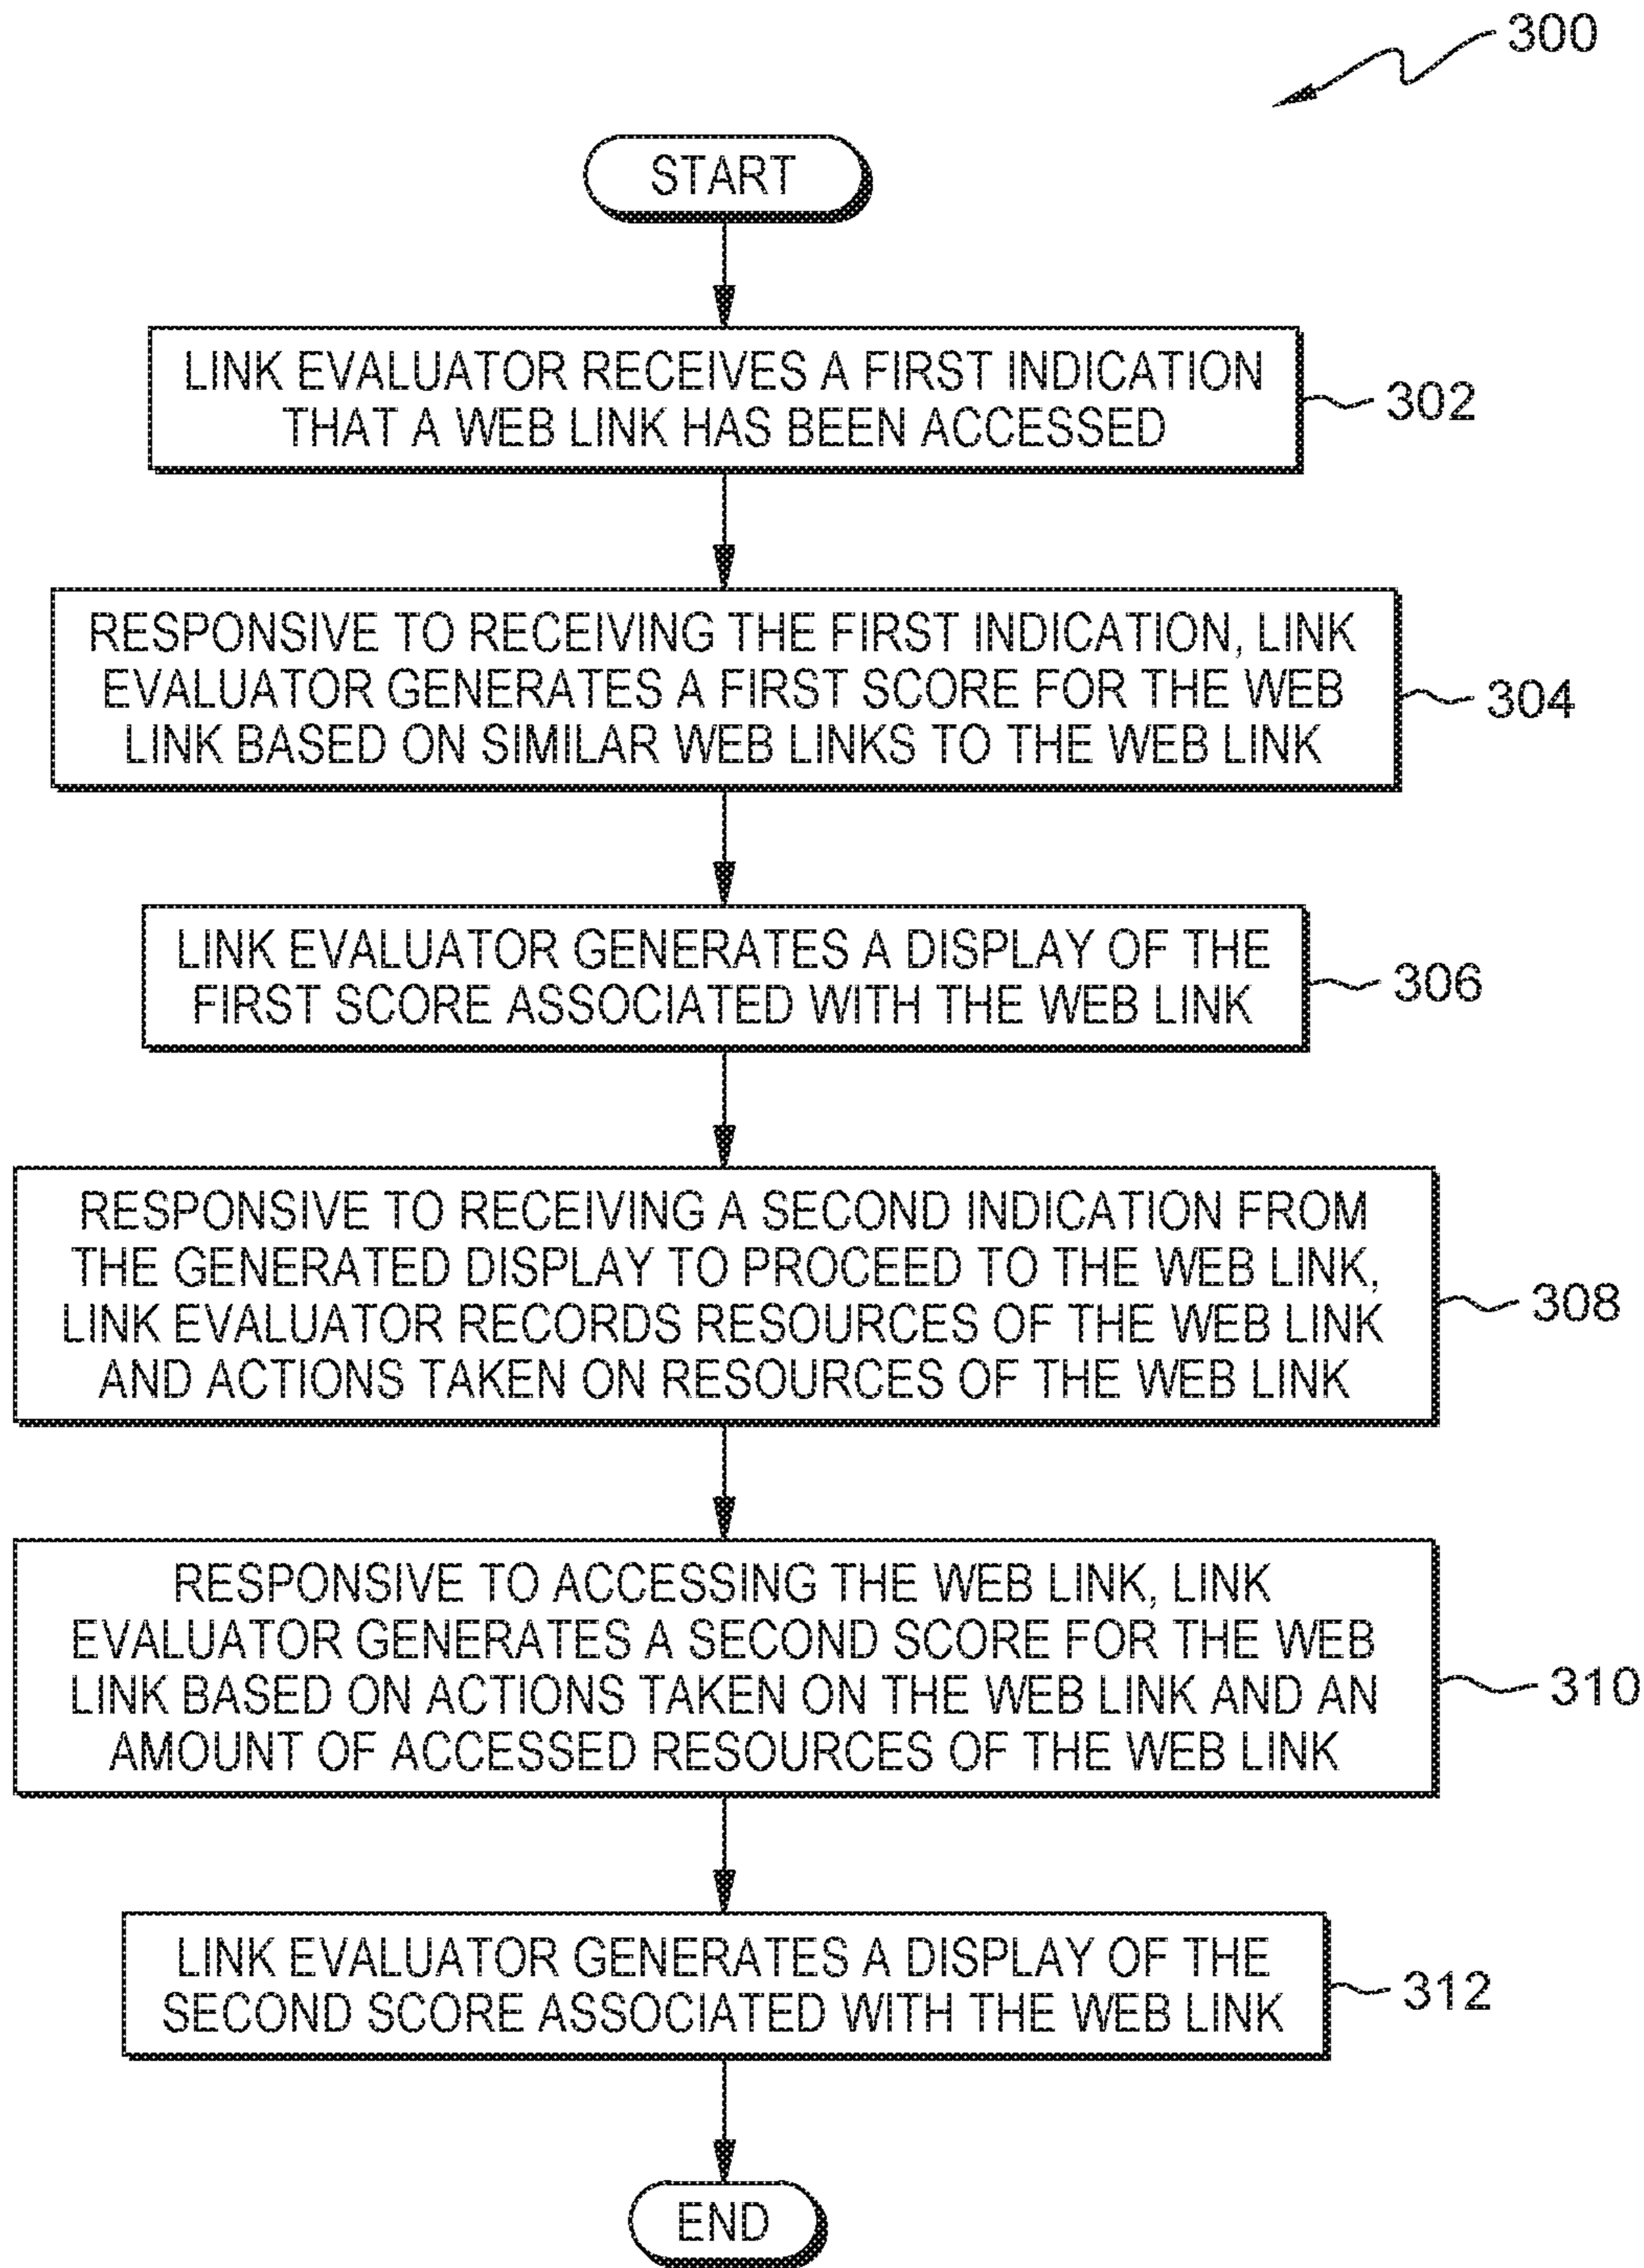 300
START
LINK EVALUATOR RECEIVES A FIRST INDICATION
THAT A WEB LINK HAS BEEN ACCESSED
302
RESPONSIVE TO RECEIVING THE FIRST INDICATION, LINK
EVALUATOR GENERATES A FIRST SCORE FOR THE WEB
LINK BASED ON SIMILAR WEB LINKS TO THE WEB LINK
304
LINK EVALUATOR GENERATES A DISPLAY OF THE
FIRST SCORE ASSOCIATED WITH THE WEB LINK
306
RESPONSIVE TO RECEIVING A SECOND INDICATION FROM
THE GENERATED DISPLAY TO PROCEED TO THE WEB LINK,
LINK EVALUATOR RECORDS RESOURCES OF THE WEB LINK
AND ACTIONS TAKEN ON RESOURCES OF THE WEB LINK
308
RESPONSIVE TO ACCESSING THE WEB LINK, LINK
EVALUATOR GENERATES A SECOND SCORE FOR THE WEB
LINK BASED ON ACTIONS TAKEN ON THE WEB LINK AND AN
AMOUNT OF ACCESSED RESOURCES OF THE WEB LINK
310
LINK EVALUATOR GENERATES A DISPLAY OF THE
SECOND SCORE ASSOCIATED WITH THE WEB LINK
312
END